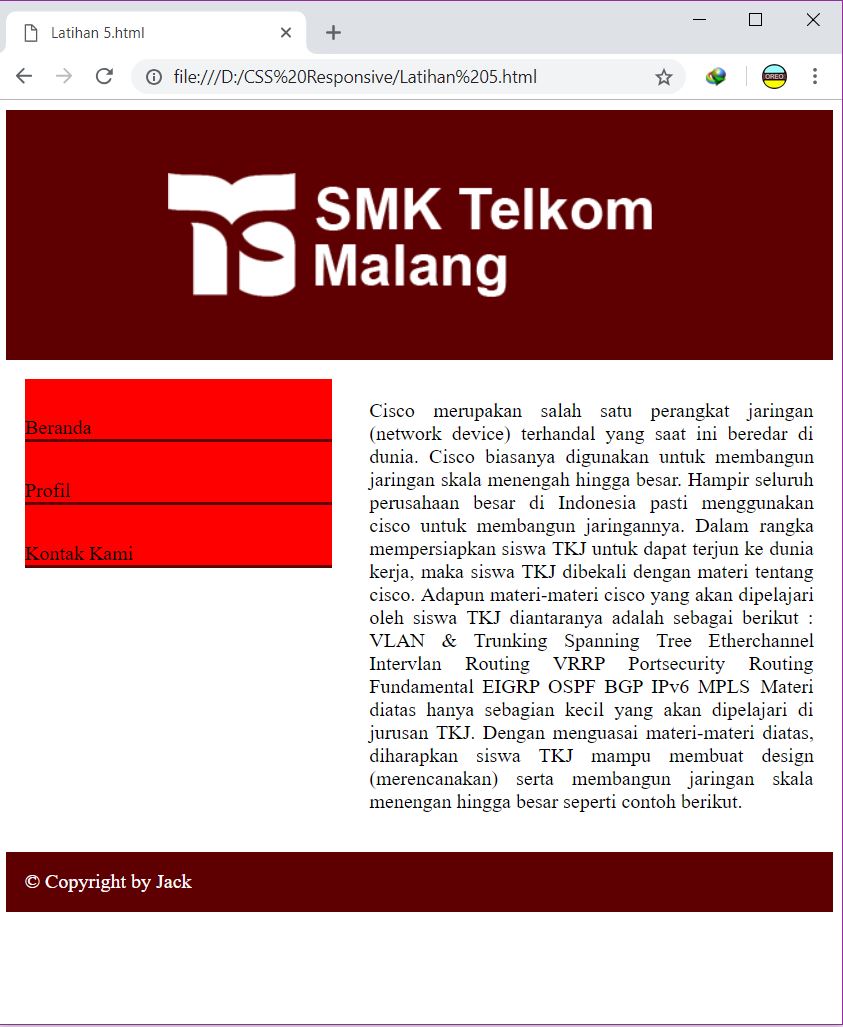 Latihan 5.html
file:///D:/CSS%20Responsive/Latihan%205.html
OREO
SMK Telkom
Malang
Beranda
Profil
Kontak Kami
Cisco merupakan salah satu perangkat jaringan
(network device) terhandal yang saat ini beredar di
dunia. Cisco biasanya digunakan untuk membangun
jaringan skala menengah hingga besar. Hampir seluruh
perusahaan besar di Indonesia pasti menggunakan
cisco untuk membangun jaringannya. Dalam rangka
mempersiapkan siswa TKJ untuk dapat terjun ke dunia
kerja, maka siswa TKJ dibekali dengan materi tentang
cisco. Adapun materi-materi cisco yang akan dipelajari
oleh siswa TKJ diantaranya adalah sebagai berikut :
VLAN & Trunking Spanning Tree Etherchannel
Intervlan Routing VRRP Portsecurity Routing
Fundamental EIGRP OSPF BGP IPv6 MPLS Materi
diatas hanya sebagian kecil yang akan dipelajari di
jurusan TKJ. Dengan menguasai materi-materi diatas,
diharapkan siswa TKJ mampu membuat design
(merencanakan) serta membangun jaringan skala
menengan hingga besar seperti contoh berikut.
© Copyright by Jack